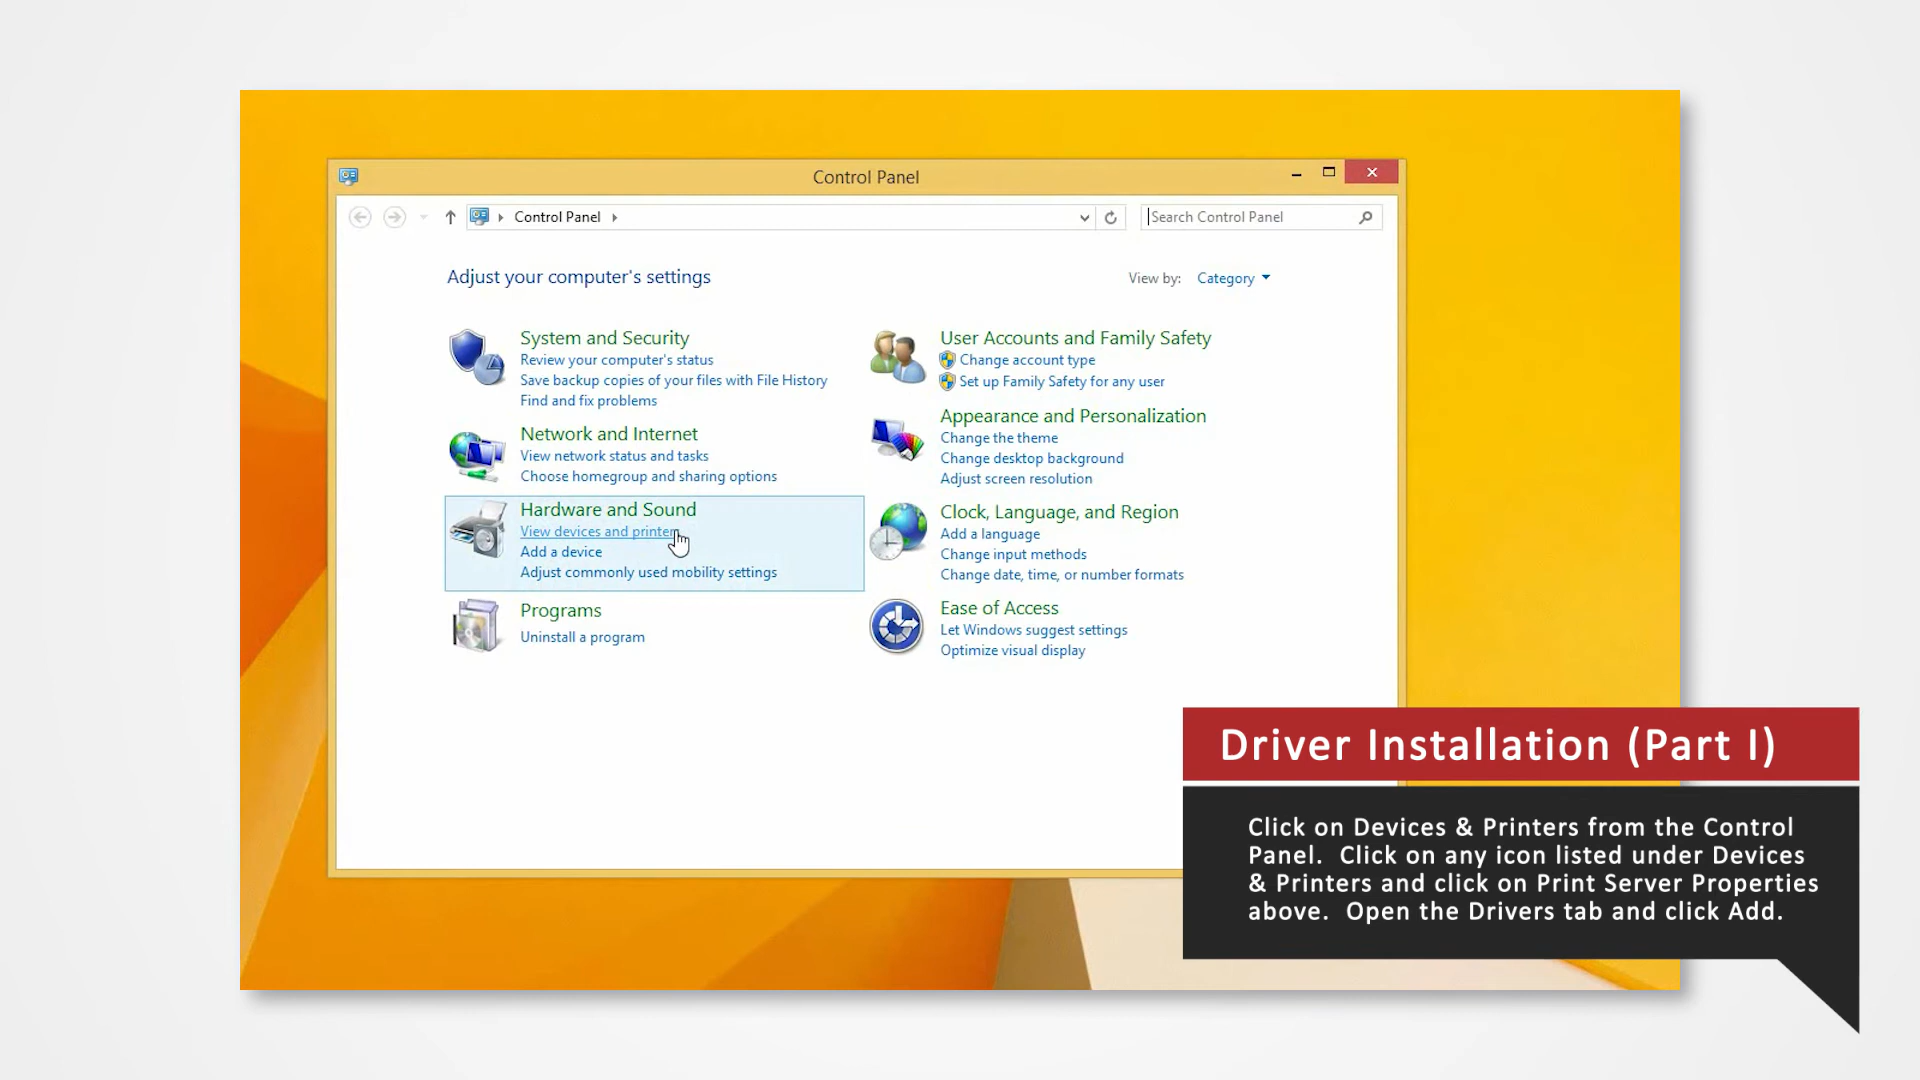 Control Panel
Control Panel
Search Control Panel
Adjust your computer's settings
View by: Category
System and Security
Review your computer's status
Save backup copies of your files with File History
Find and fix problems
Network and Internet
View network status and tasks
Choose homegroup and sharing options
Hardware and Sound
View devices and printers
Add a device
Adjust commonly used mobility settings
Programs
Uninstall a program
User Accounts and Family Safety
Change account type
Set up Family Safety for any user
Appearance and Personalization
Change the theme
Change desktop background
Adjust screen resolution
Clock, Language, and Region
Add a language
Change input methods
Change date, time, or number formats
Ease of Access
Let Windows suggest settings
Optimize visual display
Driver Installation (Part I)
Click on Devices & Printers from the Control
Panel. Click on any icon listed under Devices
& Printers and click on Print Server Properties
above. Open the Drivers tab and click Add.